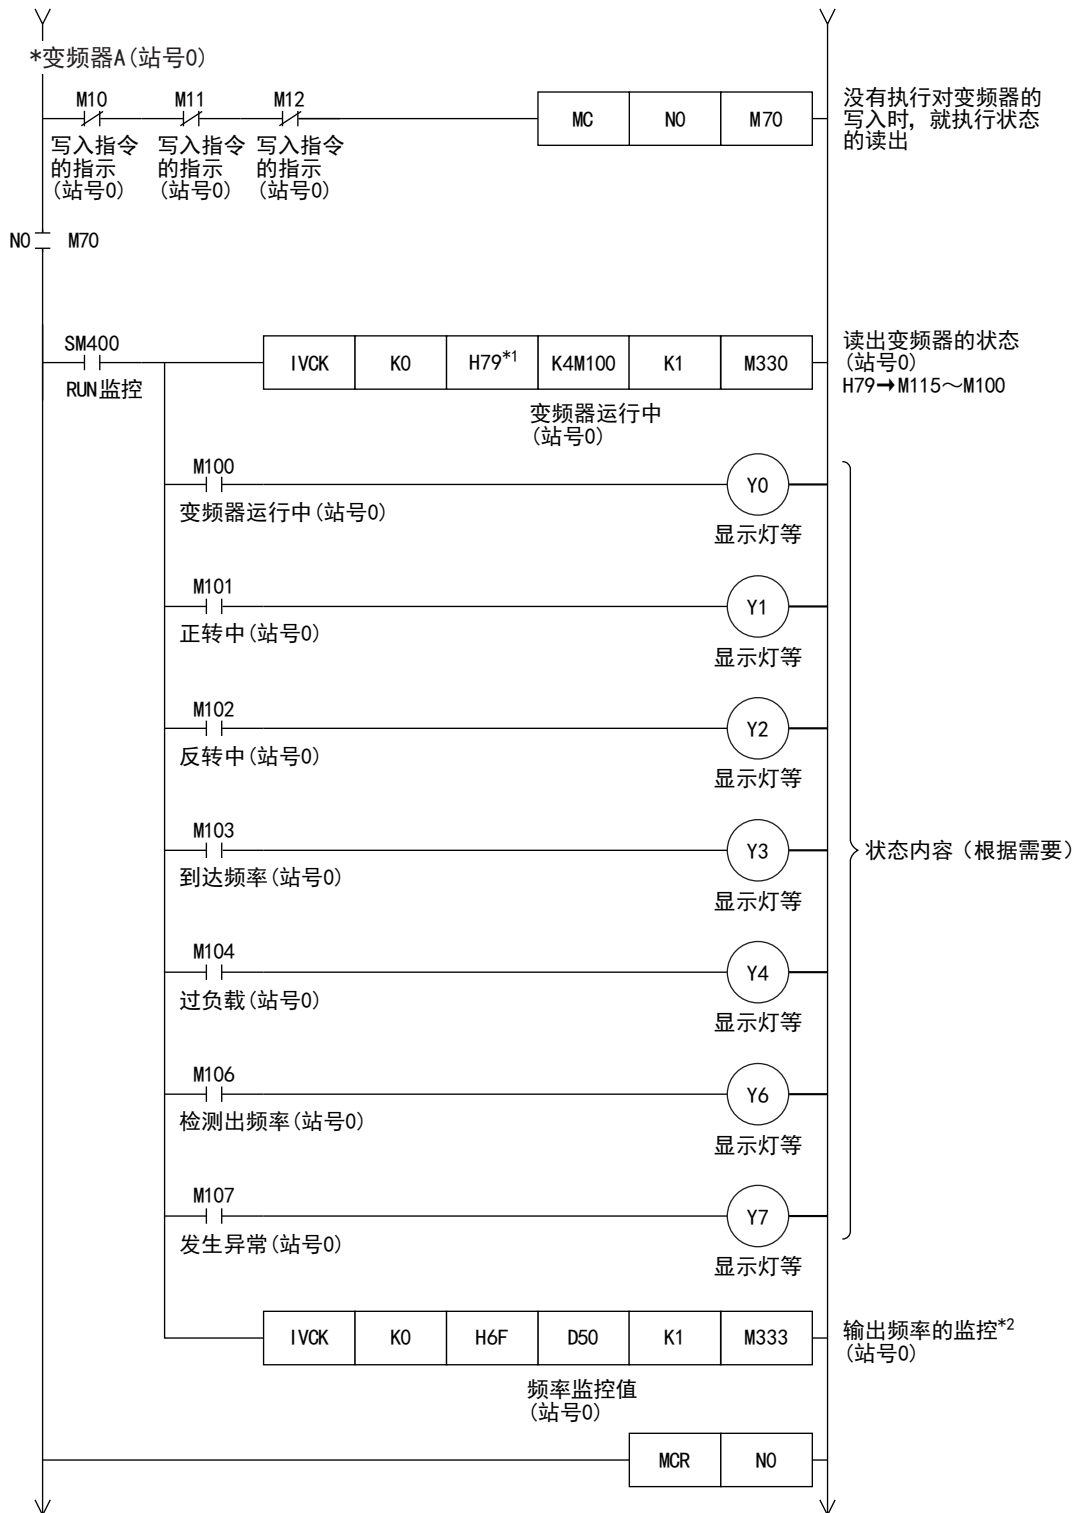 *变频器A(站号0)
M10 M11 M12
MC N0 M70
没有执行对变频器的
写入时，就执行状态
的读出
写入指令 写入指令 写入指令
的指示 的指示 的指示
(站号0) (站号0) (站号0)
N0 M70
SM400
RUN监控
IVCK K0 H79*1 K4M100 K1 M330
读出变频器的状态
(站号0)
H79→M115～M100
变频器运行中
(站号0)
M100
变频器运行中(站号0)
Y0
显示灯等
M101
正转中(站号0)
Y1
显示灯等
M102
反转中(站号0)
Y2
显示灯等
M103
到达频率(站号0)
Y3
显示灯等
状态内容（根据需要）
M104
过负载(站号0)
Y4
显示灯等
M106
检测出频率(站号0)
Y6
显示灯等
M107
发生异常(站号0)
Y7
显示灯等
IVCK K0 H6F D50 K1 M333
输出频率的监控*2
(站号0)
频率监控值
(站号0)
MCR N0